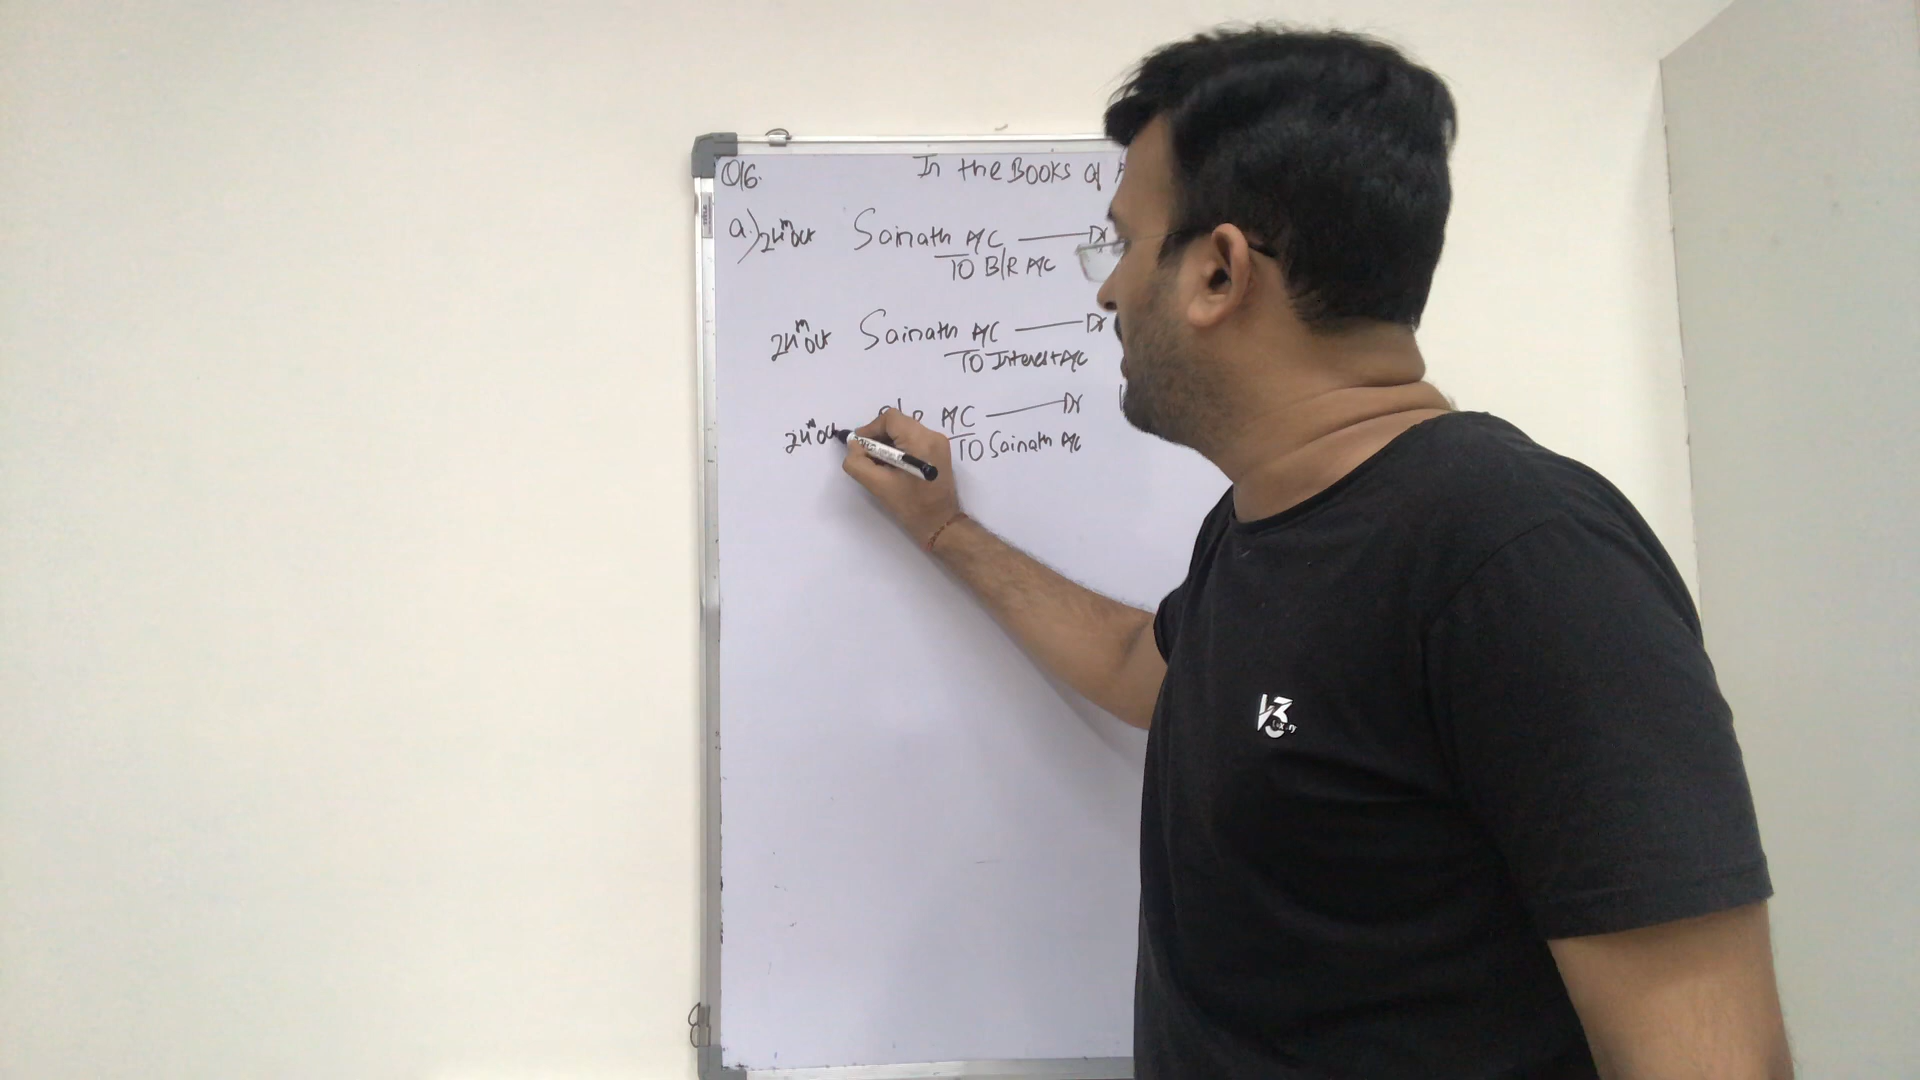 Q16. In the Books of
a.) 24th Oct Sainath A/C Dr
To B/R A/C
24th Oct Sainath A/C Dr
To Interest A/C
24th Oct B/R A/C Dr
To Sainath A/C
V3